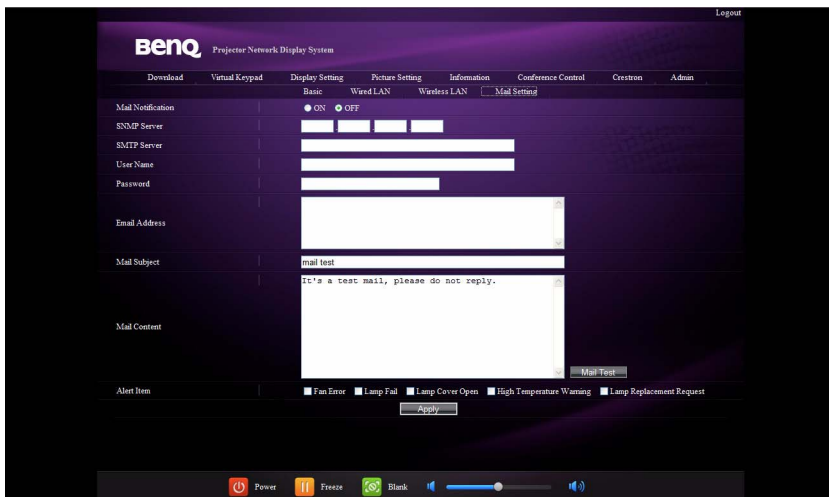 Logout
BenQ Projector Network Display System
Download Virtual Keypad Display Setting Picture Setting Information Conference Control Crestron Admin
Basic Wired LAN Wireless LAN Mail Setting
Mail Notification ON OFF
SNMP Server
SMTP Server
User Name
Password
Email Address
Mail Subject mail test
It's a test mail, please do not reply.
Mail Content
Mail Test
Alert Item Fan Error Lamp Fail Lamp Cover Open High Temperature Warning Lamp Replacement Request
Apply
Power Freeze Blank